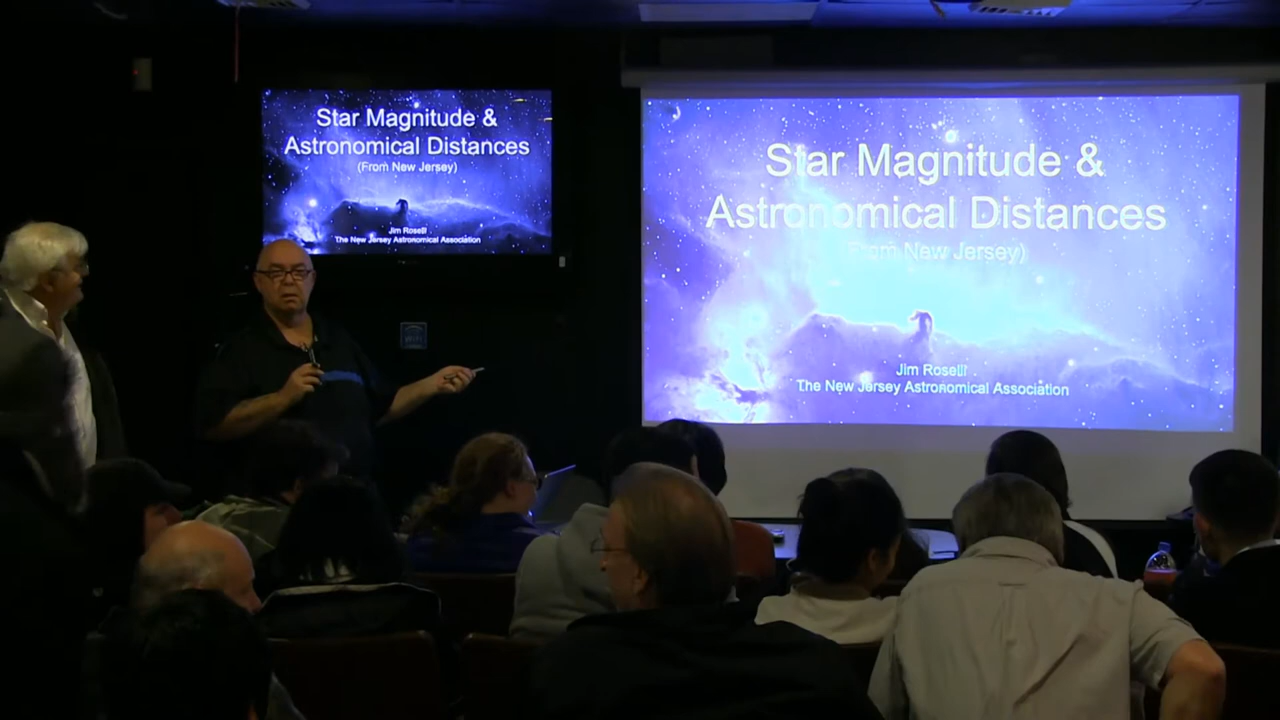 Star Magnitude &
Astronomical Distances
(From New Jersey)
Jim Roselli
The New Jersey Astronomical Association
Star Magnitude &
Astronomical Distances
From New Jersey)
Jim Roselli
The New Jersey Astronomical Association